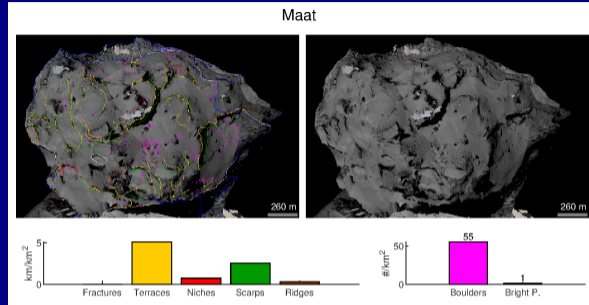 Maat
260 m
260 m
5
0
km/km²
Fractures Terraces Niches Scarps Ridges
50
0
#/km²
55
1
Boulders Bright P.